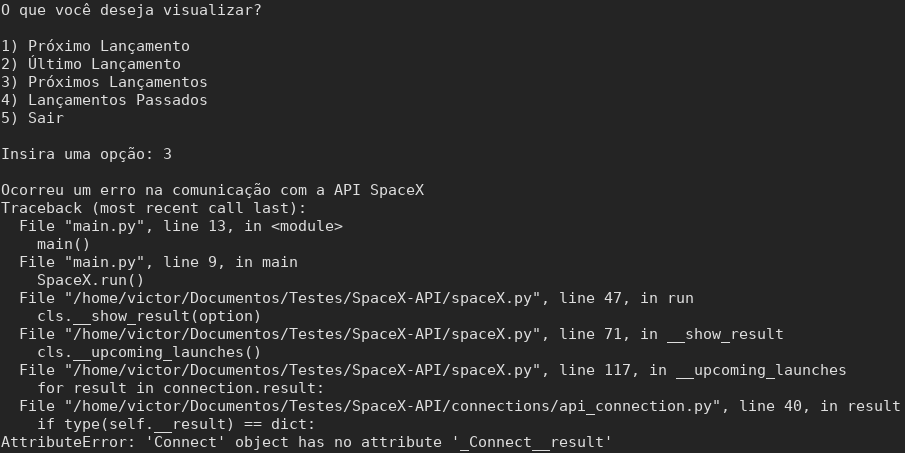 O que você deseja visualizar?
1) Próximo Lançamento
2) Último Lançamento
3) Próximos Lançamentos
4) Lançamentos Passados
5) Sair
Insira uma opção: 3
Ocorreu um erro na comunicação com a API SpaceX
Traceback (most recent call last):
  File "main.py", line 13, in <module>
    main()
  File "main.py", line 9, in main
    SpaceX.run()
  File "/home/victor/Documentos/Testes/SpaceX-API/spaceX.py", line 47, in run
    cls.__show_result(option)
  File "/home/victor/Documentos/Testes/SpaceX-API/spaceX.py", line 71, in __show_result
    cls.__upcoming_launches()
  File "/home/victor/Documentos/Testes/SpaceX-API/spaceX.py", line 117, in __upcoming_launches
    for result in connection.result:
  File "/home/victor/Documentos/Testes/SpaceX-API/connections/api_connection.py", line 40, in result
    if type(self.__result) == dict:
AttributeError: 'Connect' object has no attribute '_Connect__result'